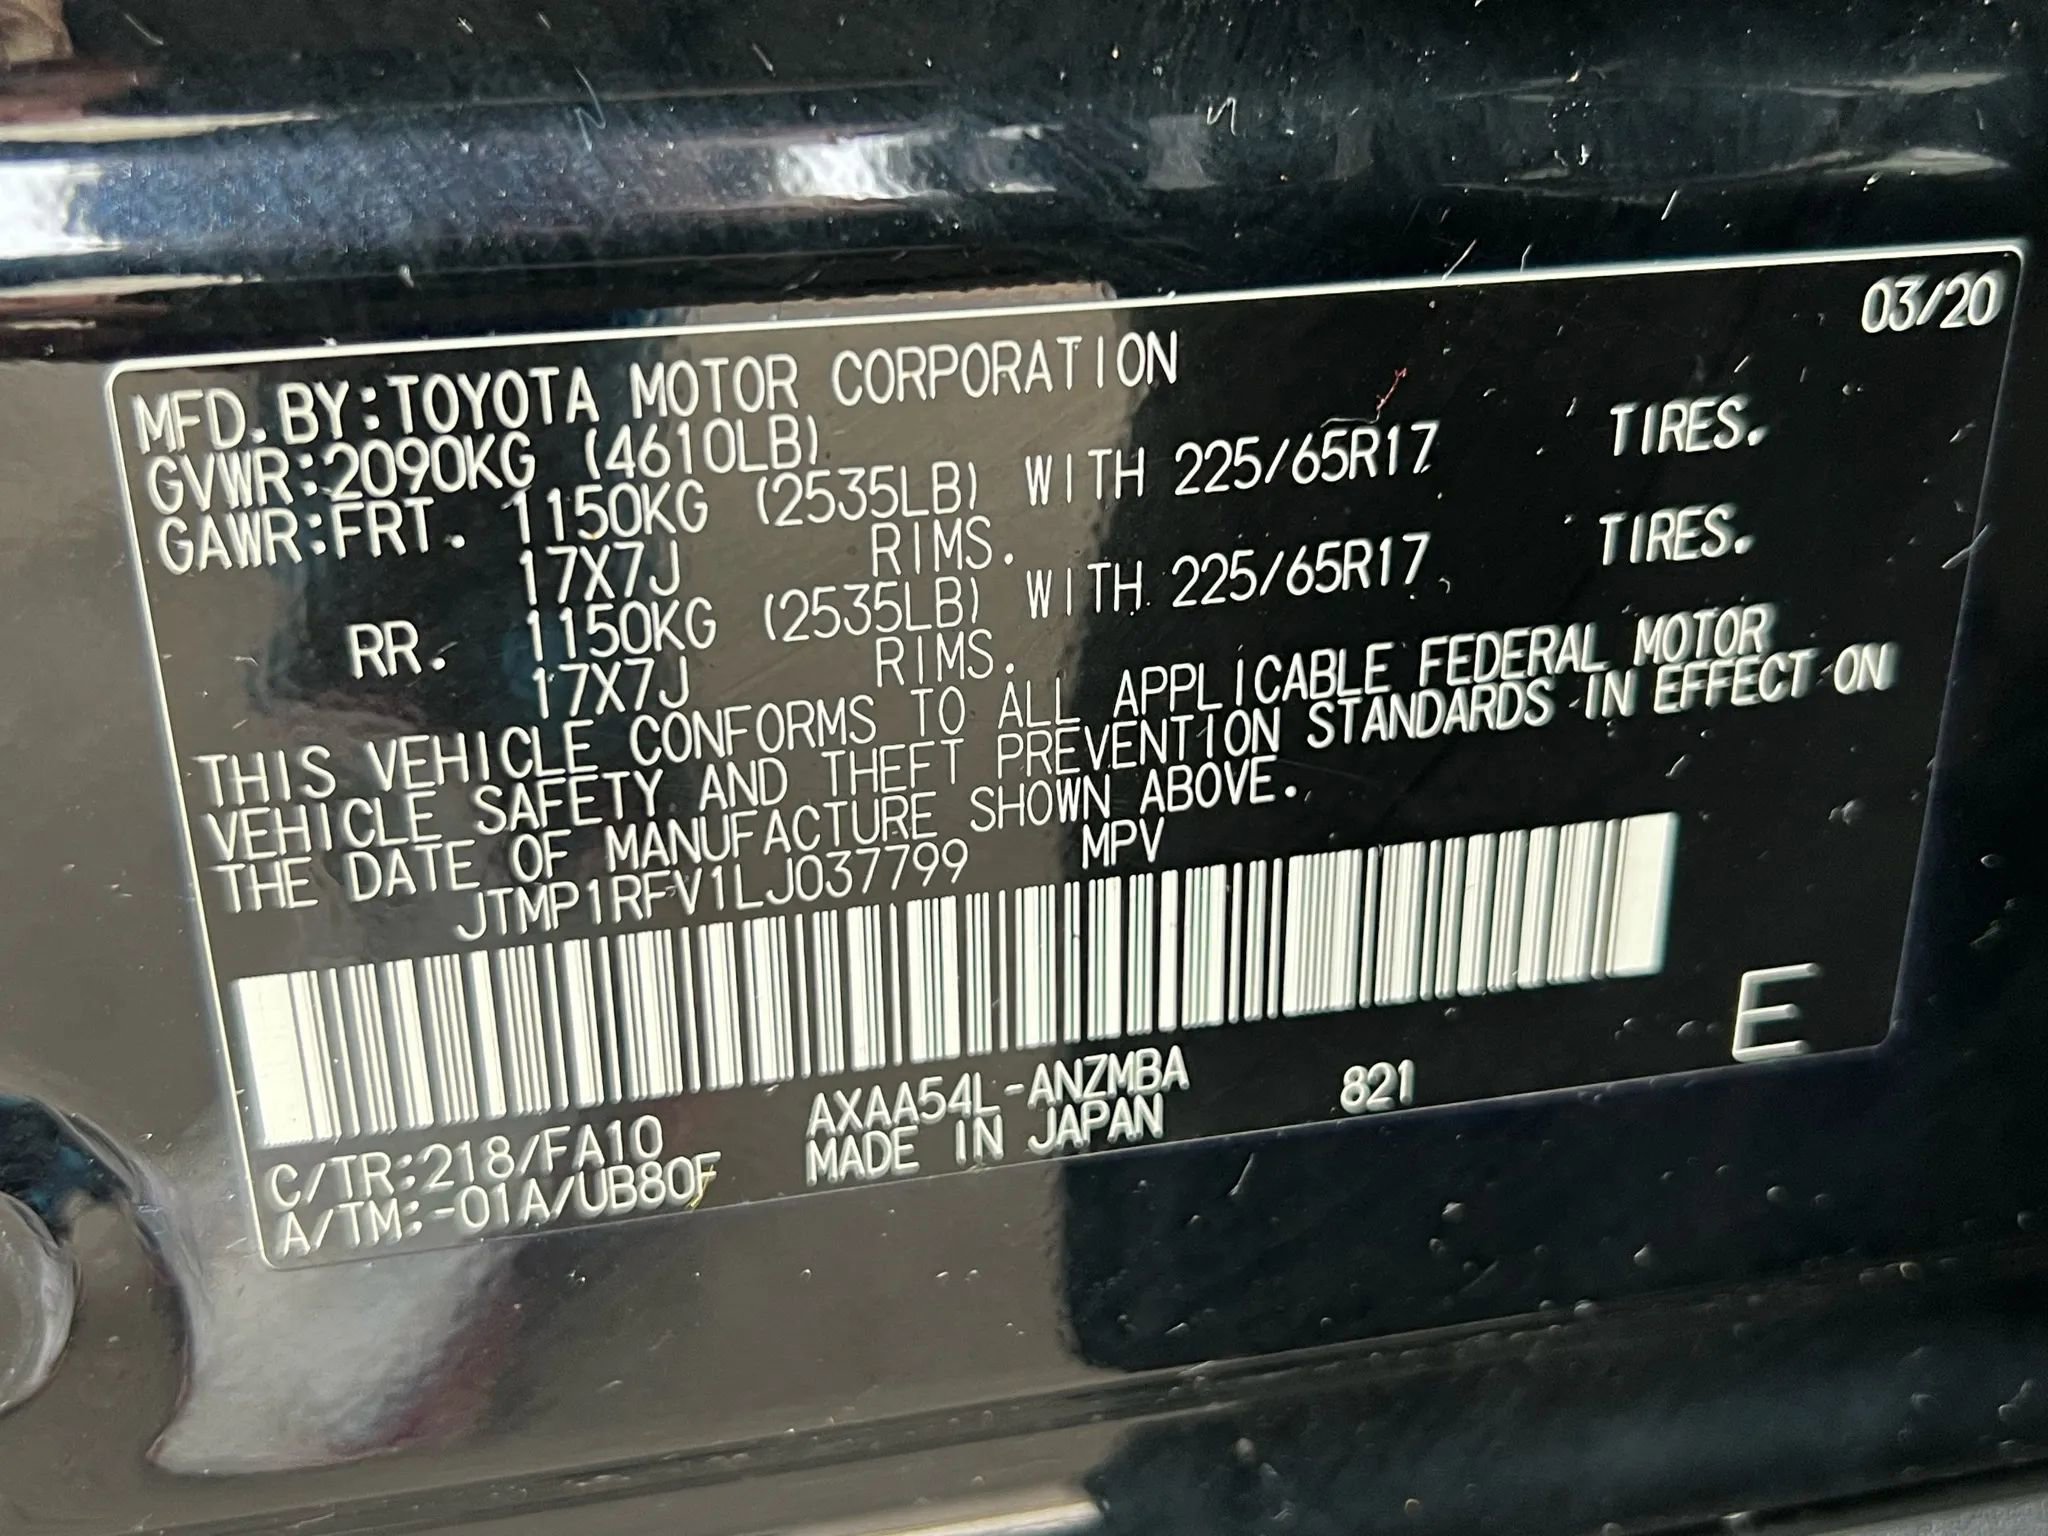 03/20
MFD.BY:TOYOTA MOTOR CORPORATION
GVWR:2090KG (4610LB)
GAWR:FRT. 1150KG (2535LB) WITH 225/65R17 TIRES.
17X7J RIMS.
RR. 1150KG (2535LB) WITH 225/65R17 TIRES.
17X7J RIMS.
THIS VEHICLE CONFORMS TO ALL APPLICABLE FEDERAL MOTOR
VEHICLE SAFETY AND THEFT PREVENTION STANDARDS IN EFFECT ON
THE DATE OF MANUFACTURE SHOWN ABOVE.
JTMP1RFV1LJ037799 MPV
E
C/TR:218/FA10 AXAA54L-ANZMBA 821
A/TM:-01A/UB80F MADE IN JAPAN